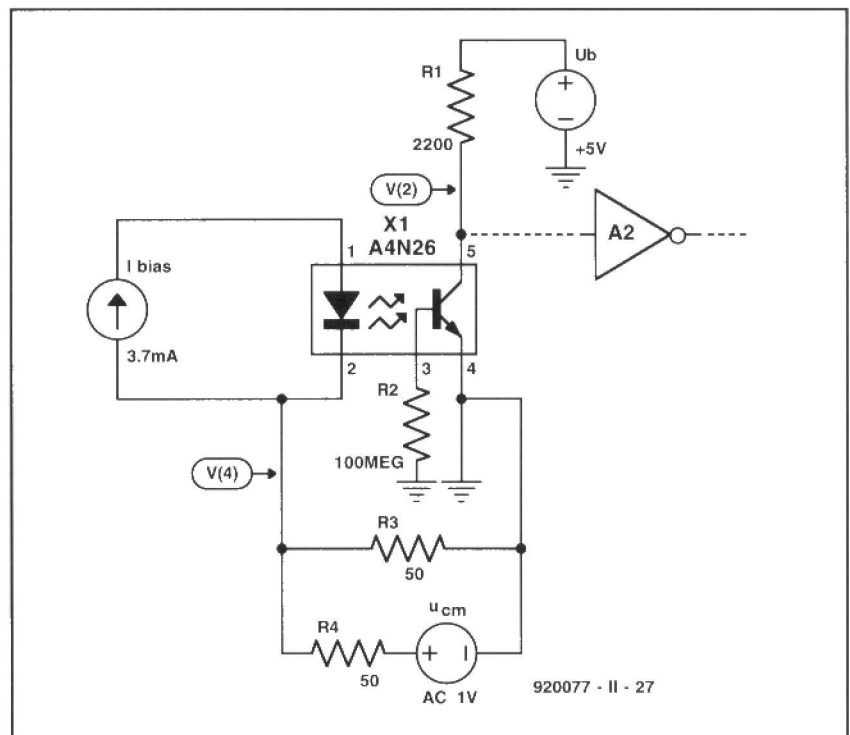 Ub
R1
2200
+5V
V(2)
X1
A4N26
A2
1
5
I bias
3.7mA
2
3
4
R2
100MEG
V(4)
R3
50
ucm
R4
50
AC 1V
920077 - II - 27